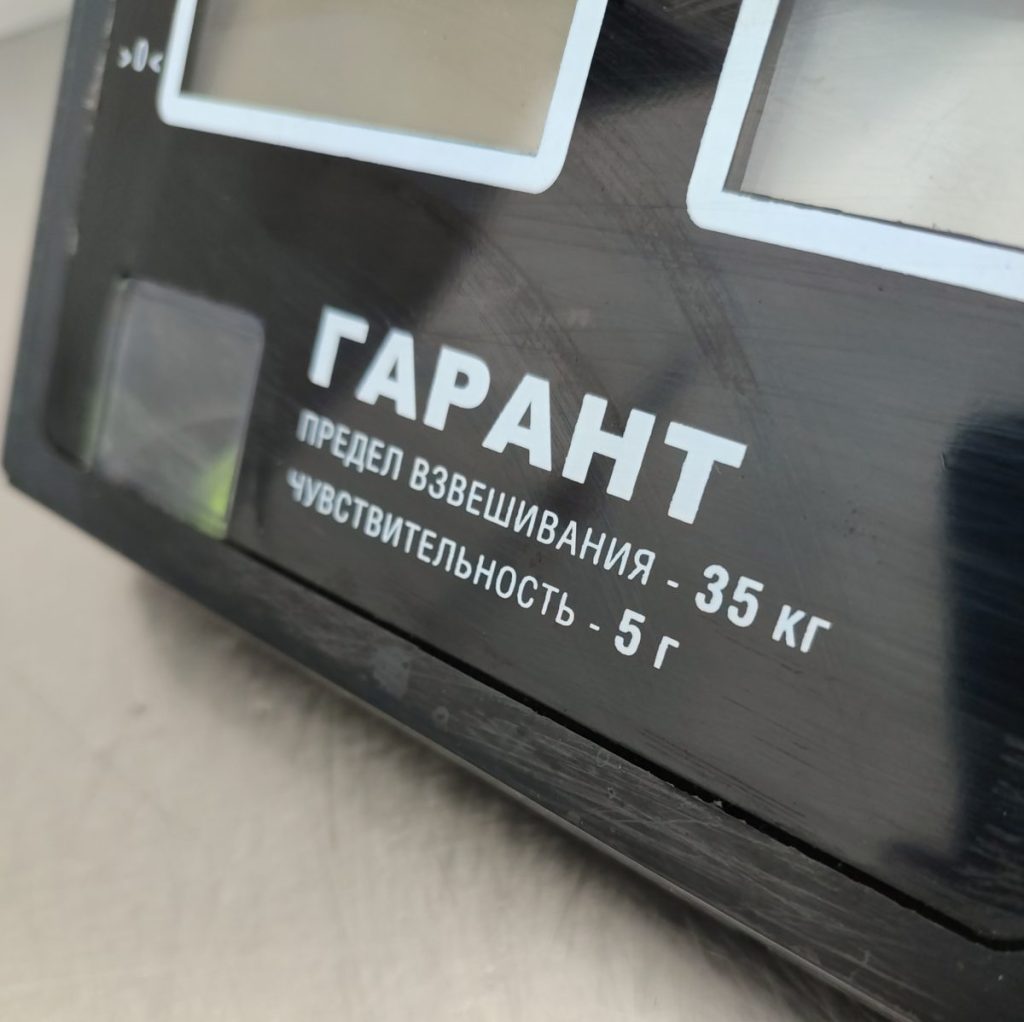 >0<
ГАРАНТ
ПРЕДЕЛ ВЗВЕШИВАНИЯ - 35 кг
ЧУВСТВИТЕЛЬНОСТЬ - 5 г